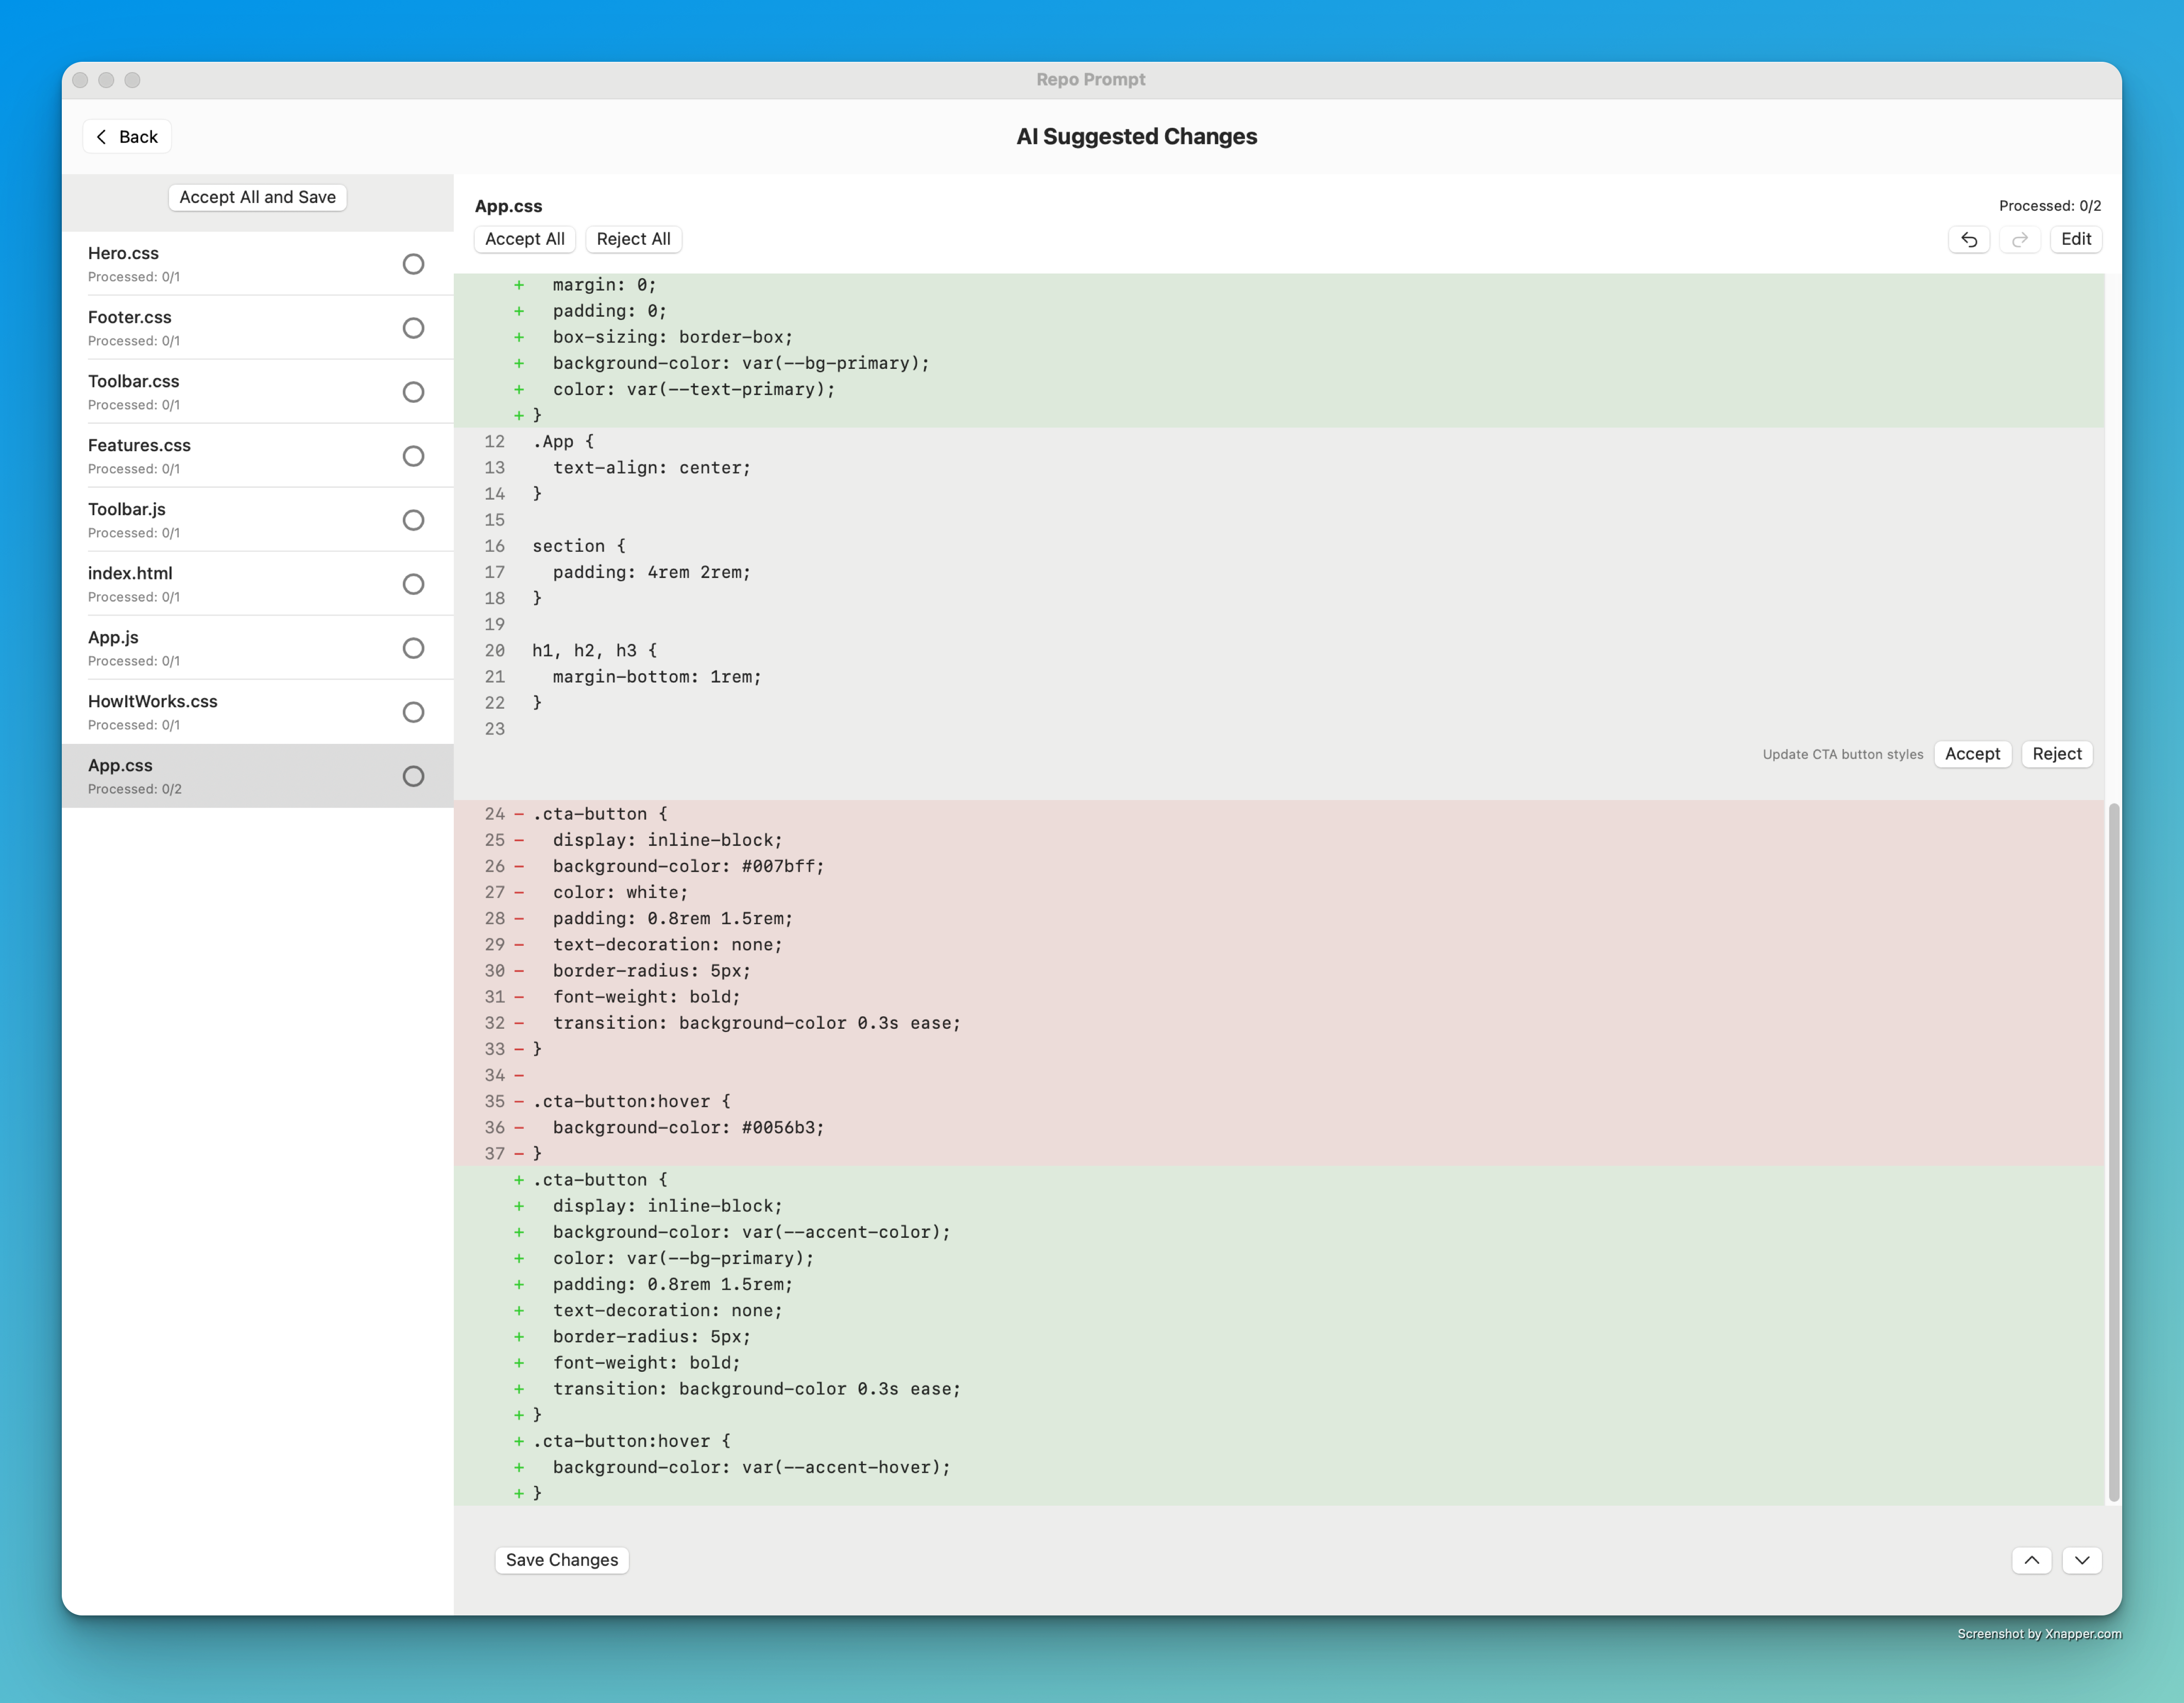 Repo Prompt
Back
AI Suggested Changes
Accept All and Save
Hero.css
Processed: 0/1
Footer.css
Processed: 0/1
Toolbar.css
Processed: 0/1
Features.css
Processed: 0/1
Toolbar.js
Processed: 0/1
index.html
Processed: 0/1
App.js
Processed: 0/1
HowItWorks.css
Processed: 0/1
App.css
Processed: 0/2
App.css
Processed: 0/2
Accept All Reject All
Edit
+   margin: 0;
+   padding: 0;
+   box-sizing: border-box;
+   background-color: var(--bg-primary);
+   color: var(--text-primary);
+ }
12 .App {
13   text-align: center;
14 }
15
16 section {
17   padding: 4rem 2rem;
18 }
19
20 h1, h2, h3 {
21   margin-bottom: 1rem;
22 }
23
Update CTA button styles Accept Reject
24 - .cta-button {
25 -   display: inline-block;
26 -   background-color: #007bff;
27 -   color: white;
28 -   padding: 0.8rem 1.5rem;
29 -   text-decoration: none;
30 -   border-radius: 5px;
31 -   font-weight: bold;
32 -   transition: background-color 0.3s ease;
33 - }
34 -
35 - .cta-button:hover {
36 -   background-color: #0056b3;
37 - }
+ .cta-button {
+   display: inline-block;
+   background-color: var(--accent-color);
+   color: var(--bg-primary);
+   padding: 0.8rem 1.5rem;
+   text-decoration: none;
+   border-radius: 5px;
+   font-weight: bold;
+   transition: background-color 0.3s ease;
+ }
+ .cta-button:hover {
+   background-color: var(--accent-hover);
+ }
Save Changes
Screenshot by Xnapper.com